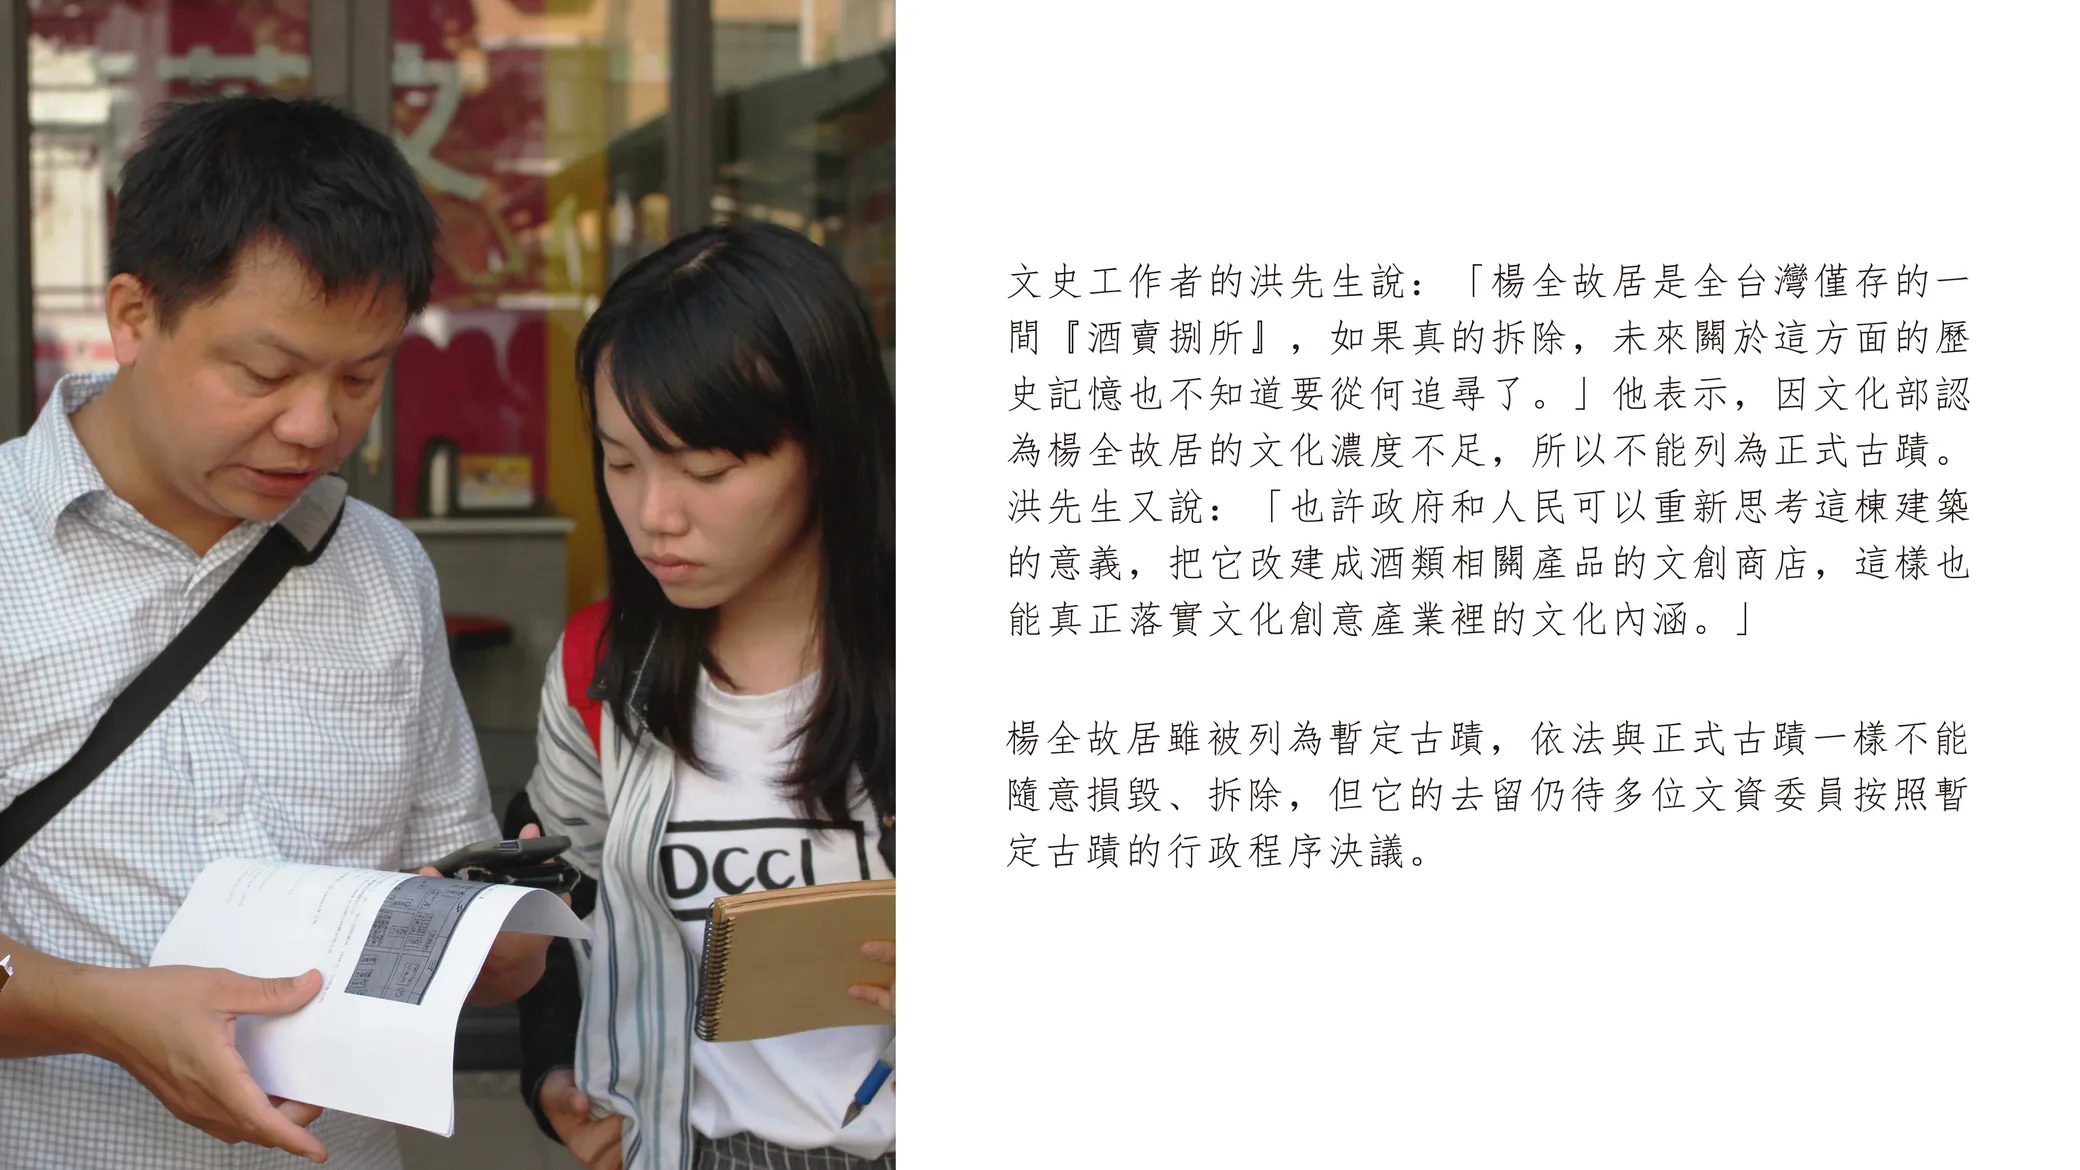 文
DCCI
文史工作者的洪先生說：「楊全故居是全台灣僅存的一
間『酒賣捌所』，如果真的拆除，未來關於這方面的歷
史記憶也不知道要從何追尋了。」他表示，因文化部認
為楊全故居的文化濃度不足，所以不能列為正式古蹟。
洪先生又說：「也許政府和人民可以重新思考這棟建築
的意義，把它改建成酒類相關產品的文創商店，這樣也
能真正落實文化創意產業裡的文化內涵。」
楊全故居雖被列為暫定古蹟，依法與正式古蹟一樣不能
隨意損毀、拆除，但它的去留仍待多位文資委員按照暫
定古蹟的行政程序決議。